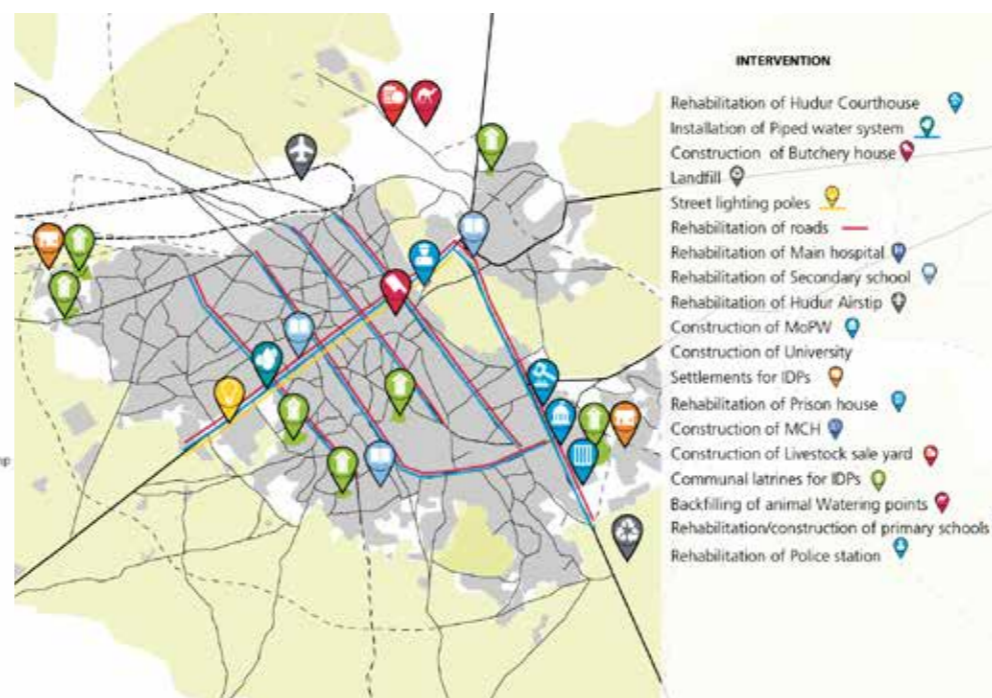 INTERVENTION
Rehabilitation of Hudur Courthouse
Installation of Piped water system
Construction of Butchery house
Landfill
Street lighting poles
Rehabilitation of roads
Rehabilitation of Main hospital
Rehabilitation of Secondary school
Rehabilitation of Hudur Airstip
Construction of MoPW
Construction of University
Settlements for IDPs
Rehabilitation of Prison house
Construction of MCH
Construction of Livestock sale yard
Communal latrines for IDPs
Backfilling of animal Watering points
Rehabilitation/construction of primary schools
Rehabilitation of Police station